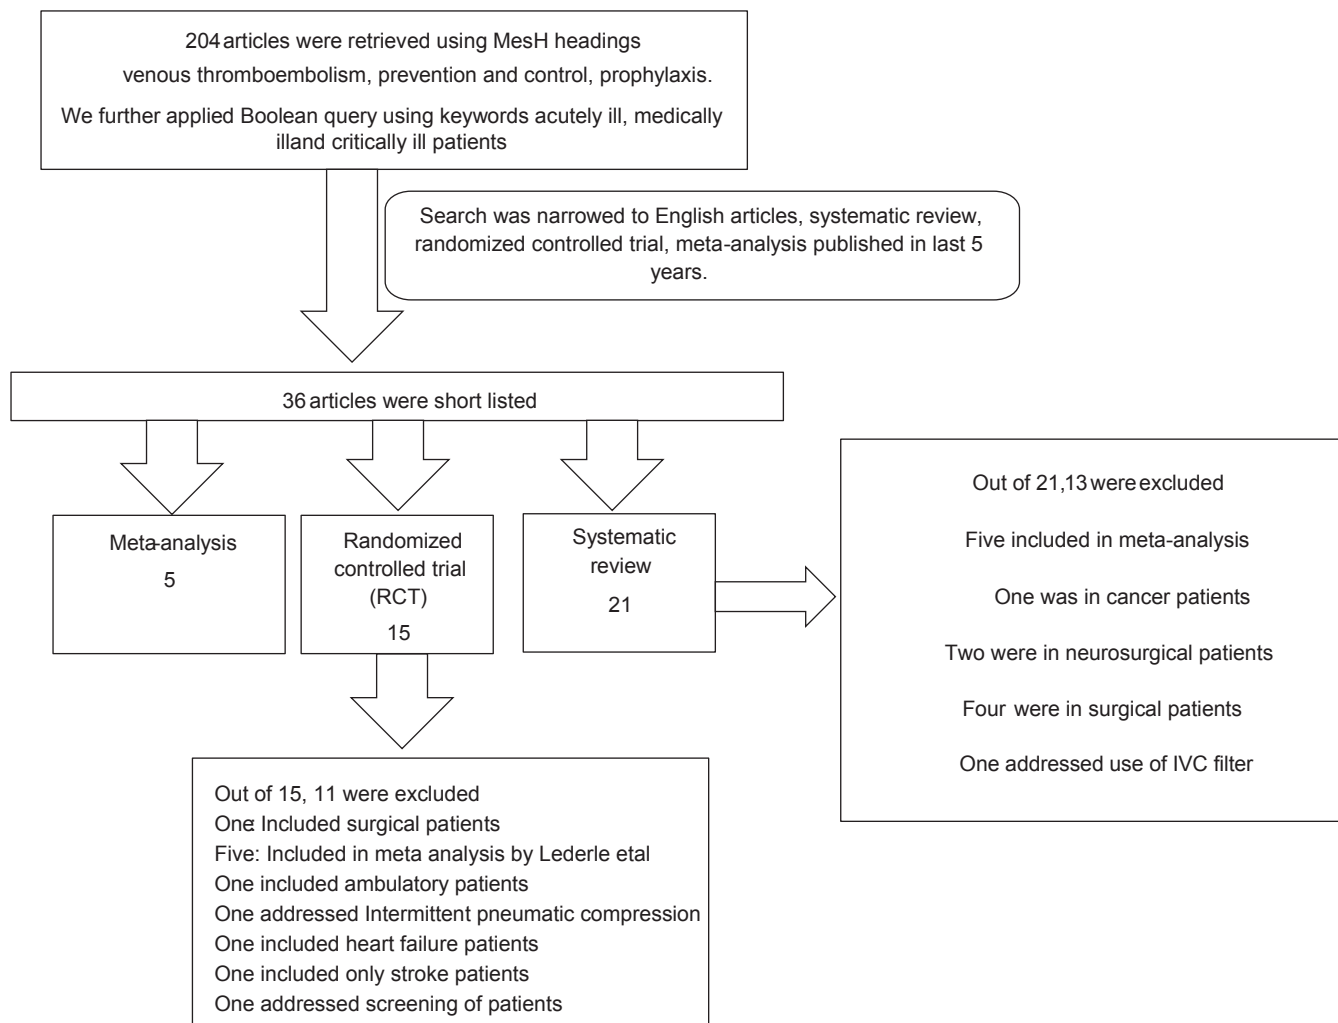 204 articles were retrieved using MesH headings
venous thromboembolism, prevention and control, prophylaxis.
We further applied Boolean query using keywords acutely ill, medically
illand critically ill patients
Search was narrowed to English articles, systematic review,
randomized controlled trial, meta-analysis published in last 5
years.
36 articles were short listed
Meta-analysis
5
Randomized
controlled trial
(RCT)
15
Systematic
review
21
Out of 21,13 were excluded
Five included in meta-analysis
One was in cancer patients
Two were in neurosurgical patients
Four were in surgical patients
One addressed use of IVC filter
Out of 15, 11 were excluded
One: Included surgical patients
Five: Included in meta analysis by Lederle etal
One included ambulatory patients
One addressed Intermittent pneumatic compression
One included heart failure patients
One included only stroke patients
One addressed screening of patients